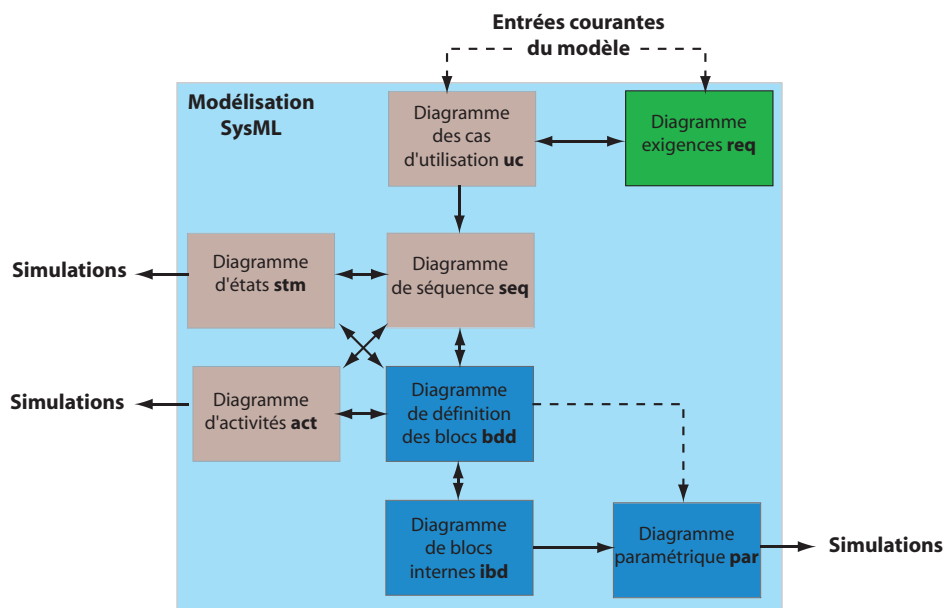 Entrées courantes
du modèle
Modélisation
SysML
Diagramme
des cas
d'utilisation uc
Diagramme
exigences req
Simulations
Diagramme
d'états stm
Diagramme
de séquence seq
Simulations
Diagramme
d'activités act
Diagramme
de définition
des blocs bdd
Diagramme
de blocs
internes ibd
Diagramme
paramétrique par
Simulations